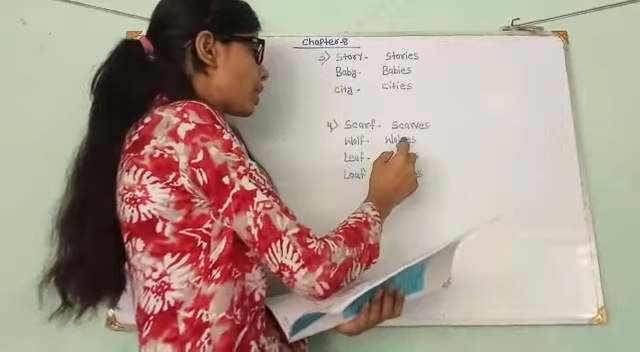 Chapter-8
3) Story - Stories
Baby - Babies
City - Cities
4) Scarf - Scarves
Wolf - Wolves
Leaf -
Loaf